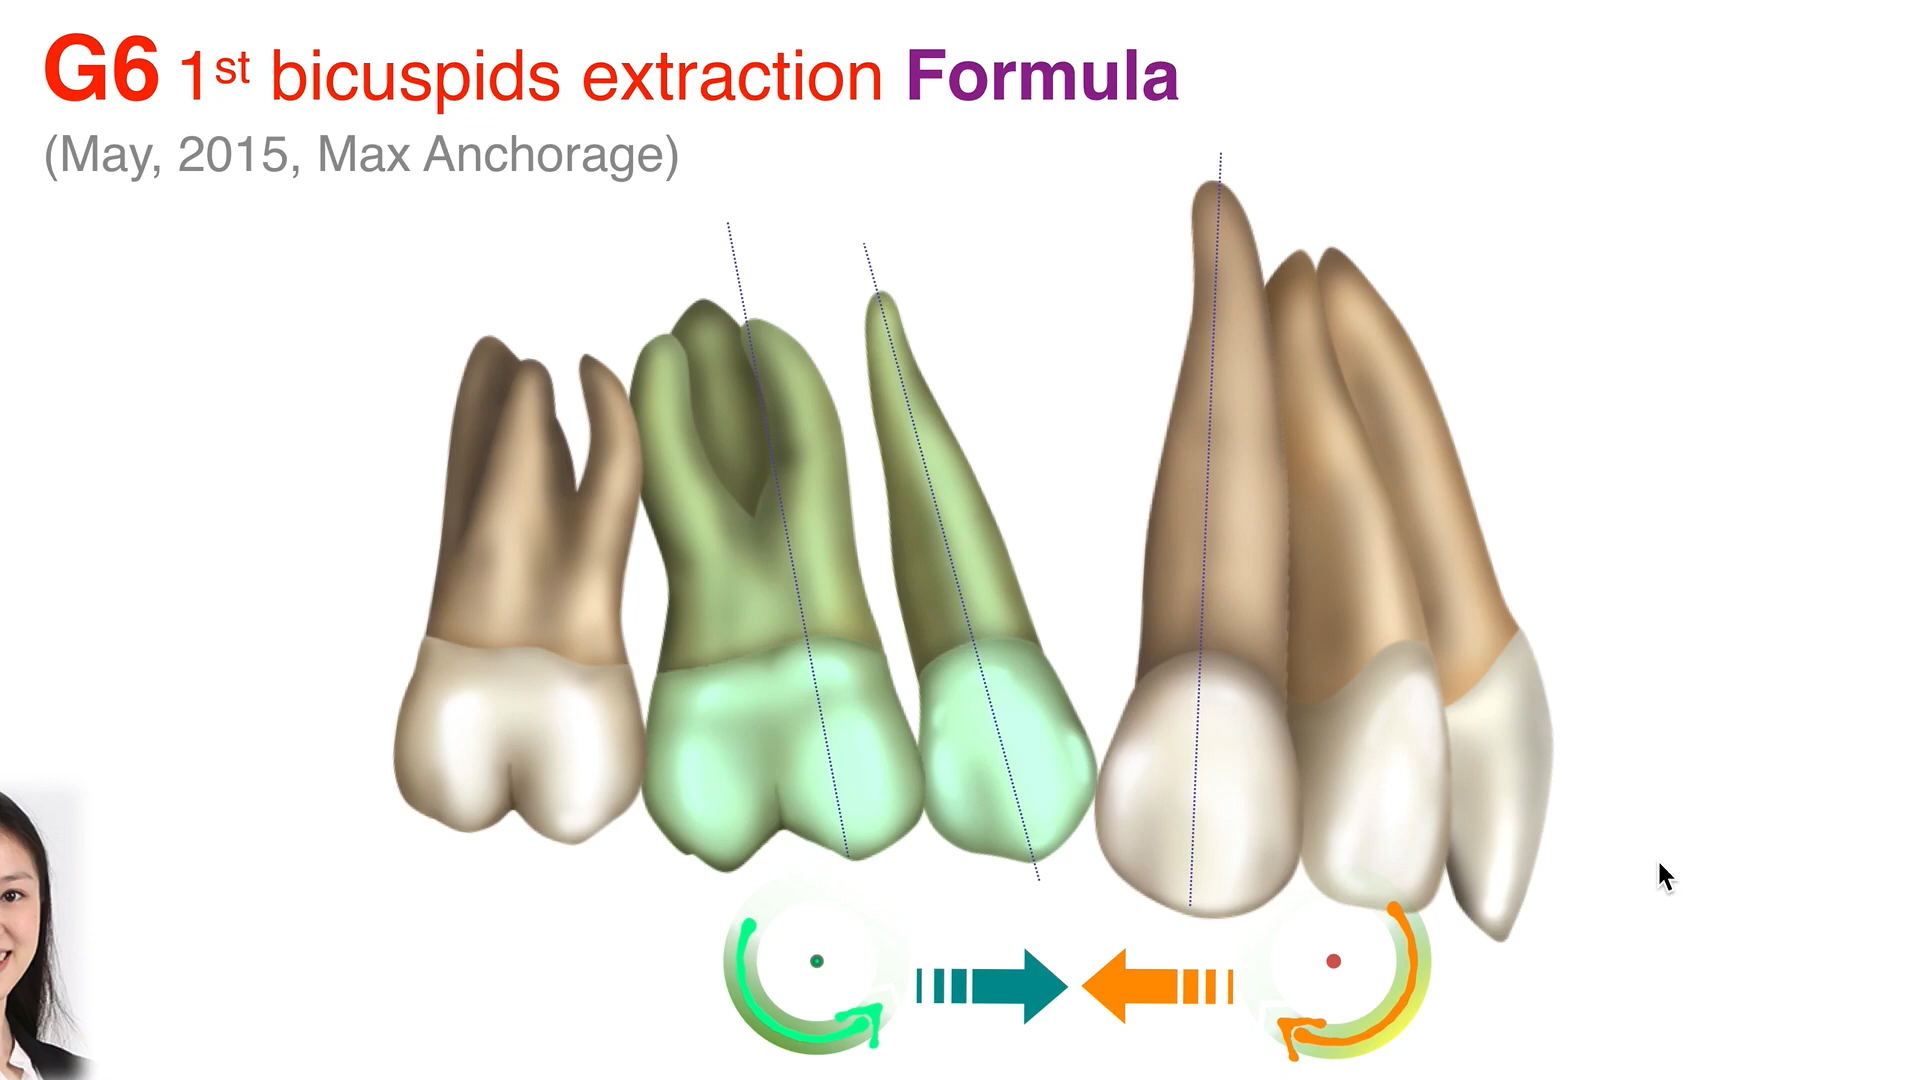 G6 1st bicuspids extraction Formula
(May, 2015, Max Anchorage)